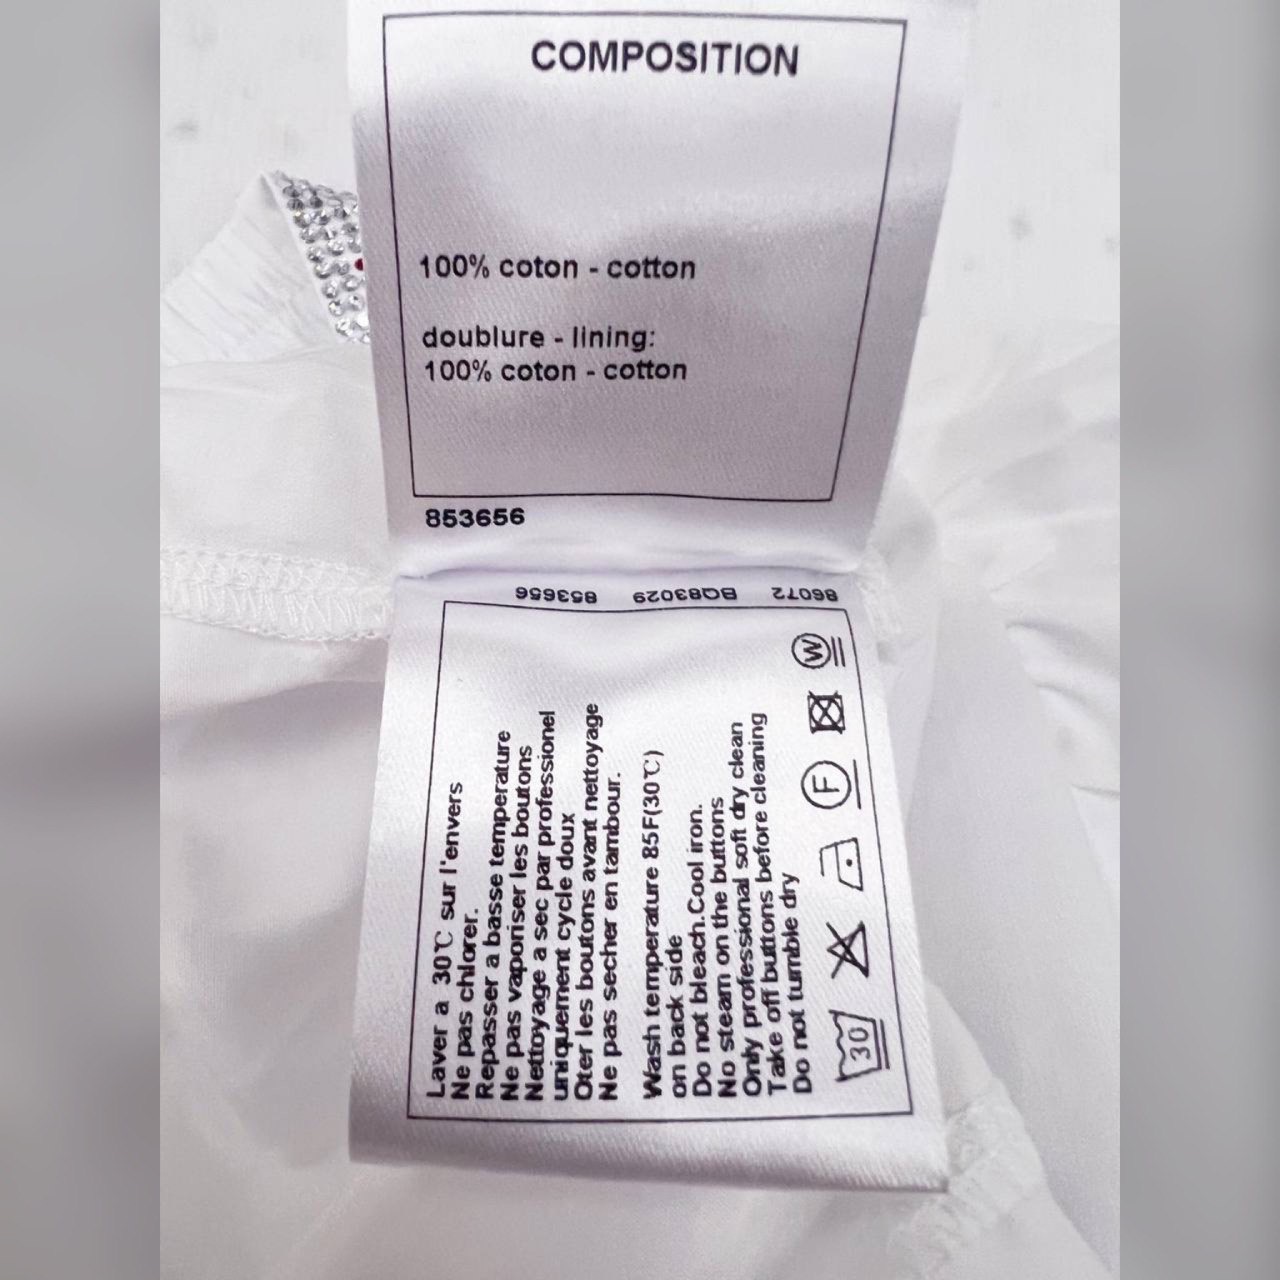 COMPOSITION
100% coton - cotton
doublure - lining:
100% coton - cotton
853656
853656 BQ83029 86072
Laver a 30℃ sur l'envers
Ne pas chlorer.
Repasser a basse temperature
Ne pas vaporiser les boutons
Nettoyage a sec par professionel
uniquement cycle doux
Oter les boutons avant nettoyage
Ne pas secher en tambour.
Wash temperature 85F(30℃)
on back side
Do not bleach.Cool iron.
No steam on the buttons
Only professional soft dry clean
Take off buttons before cleaning
Do not tumble dry
30 F W